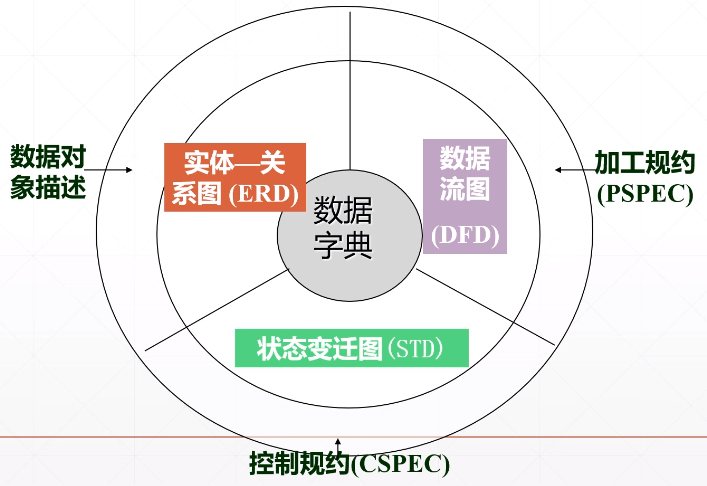 数据对
象描述
实体—关
系图 (ERD)
数据
字典
数据
流图
(DFD)
加工规约
(PSPEC)
状态变迁图(STD)
控制规约(CSPEC)